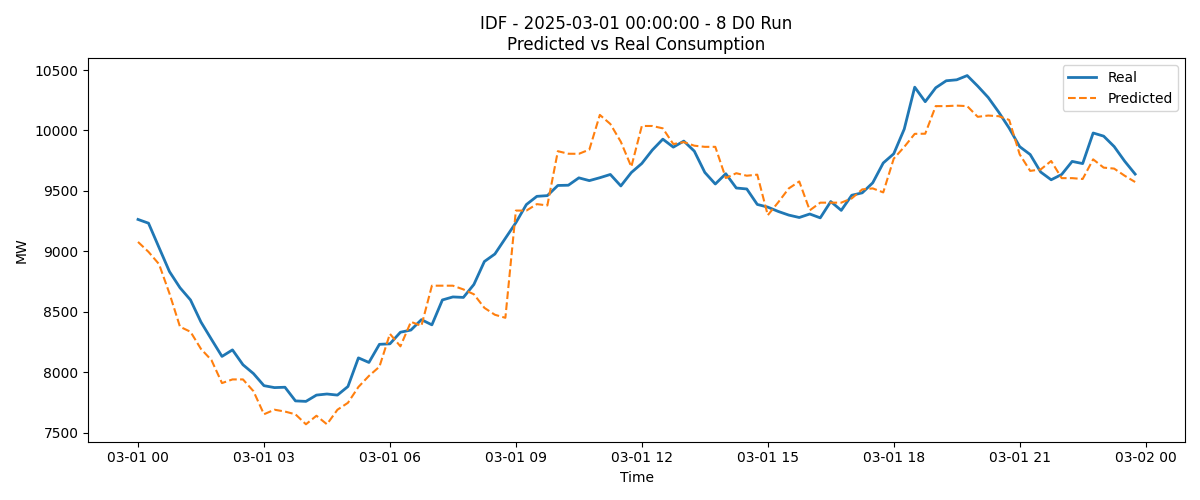 IDF - 2025-03-01 00:00:00 - 8 D0 Run
Predicted vs Real Consumption
Real
Predicted
MW
10500
10000
9500
9000
8500
8000
7500
03-01 00
03-01 03
03-01 06
03-01 09
03-01 12
03-01 15
03-01 18
03-01 21
03-02 00
Time